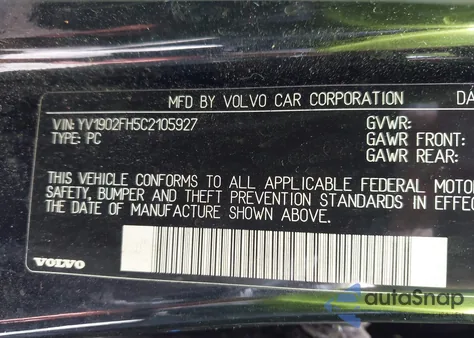 MFD BY VOLVO CAR CORPORATION DA
VIN: YV1902FH5C2105927 GVWR:
TYPE: PC GAWR FRONT:
GAWR REAR:
THIS VEHICLE CONFORMS TO ALL APPLICABLE FEDERAL MOTO
SAFETY, BUMPER AND THEFT PREVENTION STANDARDS IN EFFEC
THE DATE OF MANUFACTURE SHOWN ABOVE.
VOLVO
autoSnap